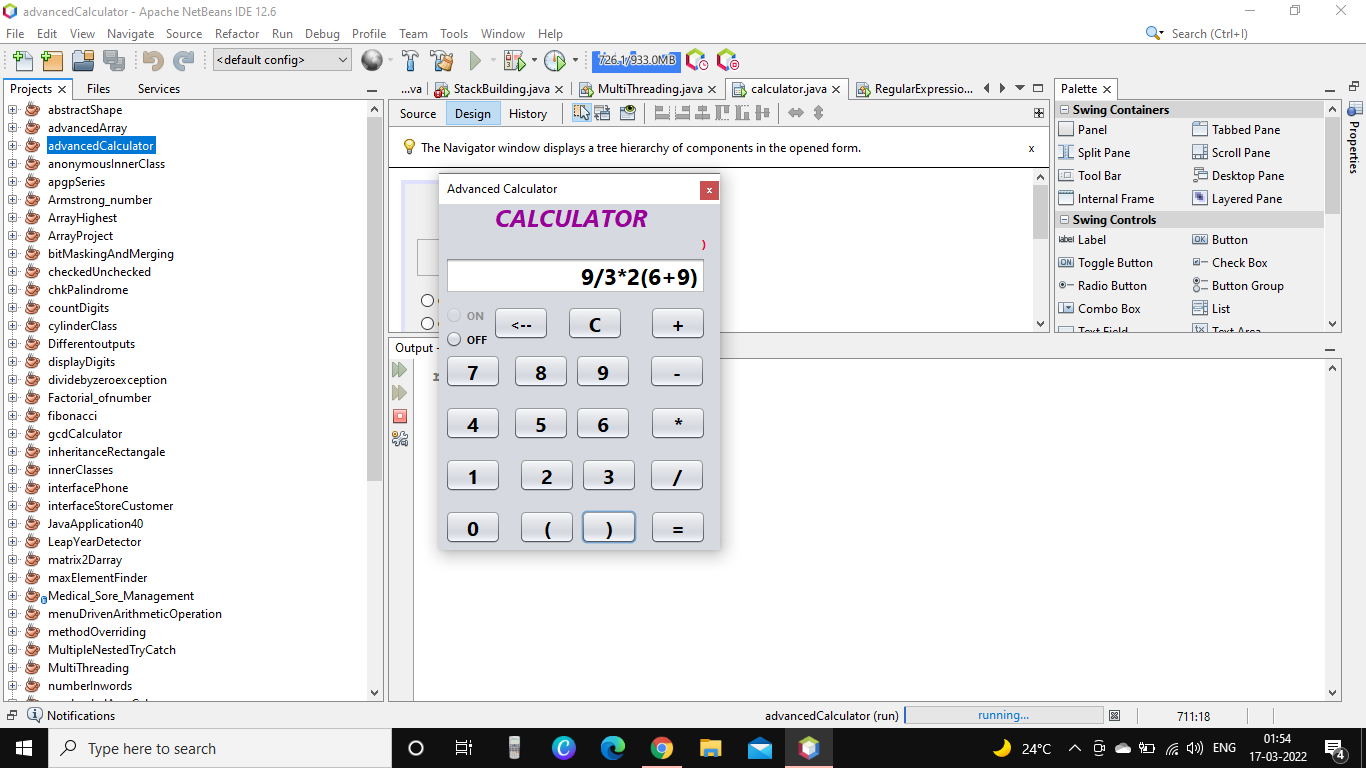 advancedCalculator - Apache NetBeans IDE 12.6
File Edit View Navigate Source Refactor Run Debug Profile Team Tools Window Help
Search (Ctrl+I)
<default config>
726.1/933.0MB
Projects Files Services
...va StackBuilding.java MultiThreading.java calculator.java RegularExpressio...
Palette
Source Design History
The Navigator window displays a tree hierarchy of components in the opened form. x
abstractShape
advancedArray
advancedCalculator
anonymousInnerClass
apgpSeries
Armstrong_number
ArrayHighest
ArrayProject
bitMaskingAndMerging
checkedUnchecked
chkPalindrome
countDigits
cylinderClass
Differentoutputs
displayDigits
dividebyzeroexception
Factorial_ofnumber
fibonacci
gcdCalculator
inheritanceRectangale
innerClasses
interfacePhone
interfaceStoreCustomer
JavaApplication40
LeapYearDetector
matrix2Darray
maxElementFinder
Medical_Sore_Management
menuDrivenArithmeticOperation
methodOverriding
MultipleNestedTryCatch
MultiThreading
numberInwords
Advanced Calculator x
CALCULATOR
)
9/3*2(6+9)
ON
OFF
<-- C +
7 8 9 -
4 5 6 *
1 2 3 /
0 ( ) =
Output -
Swing Containers
Panel Tabbed Pane
Split Pane Scroll Pane
Tool Bar Desktop Pane
Internal Frame Layered Pane
Swing Controls
label Label OK Button
ON Toggle Button Check Box
Radio Button Button Group
Combo Box List
Text Field Text Area
Properties
Notifications
advancedCalculator (run) running... 711:18
Type here to search
24°C ENG
01:54
17-03-2022
4